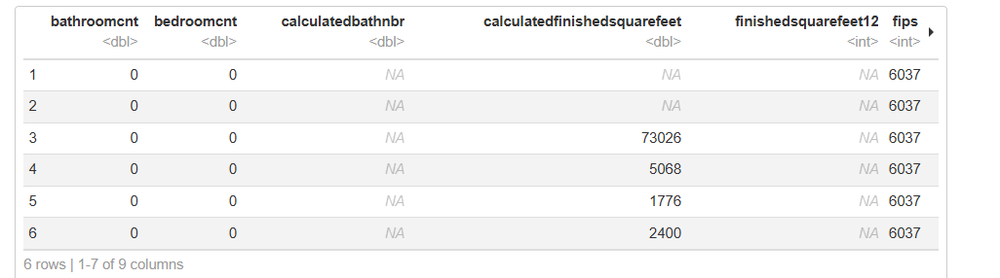 bathroomcnt bedroomcnt calculatedbathnbr calculatedfinishedsquarefeet finishedsquarefeet12 fips
<dbl> <dbl> <dbl> <dbl> <int> <int>
1 0 0 NA NA NA 6037
2 0 0 NA NA NA 6037
3 0 0 NA 73026 NA 6037
4 0 0 NA 5068 NA 6037
5 0 0 NA 1776 NA 6037
6 0 0 NA 2400 NA 6037
6 rows | 1-7 of 9 columns